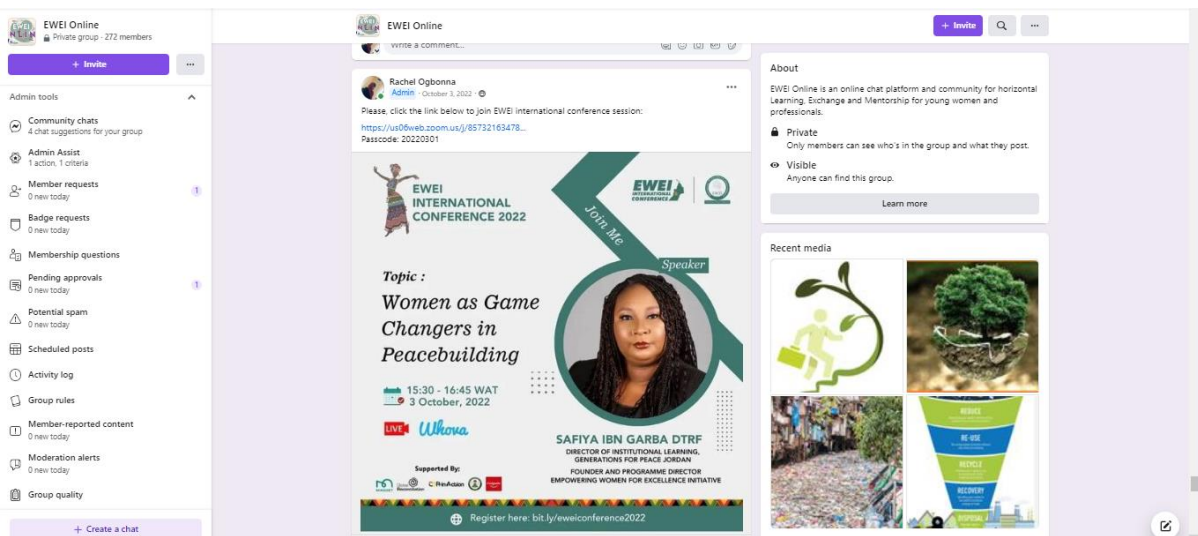 EWEI Online
Private group · 272 members
+ Invite
Admin tools
Community chats
4 chat suggestions for your group
Admin Assist
1 action, 1 criteria
Member requests
0 new today
1
Badge requests
0 new today
Membership questions
Pending approvals
0 new today
1
Potential spam
0 new today
Scheduled posts
Activity log
Group rules
Member-reported content
0 new today
Moderation alerts
0 new today
Group quality
+ Create a chat
EWEI Online
+ Invite
Write a comment...
Rachel Ogbonna
Admin · October 3, 2022 ·
Please, click the link below to join EWEI international conference session:
https://us06web.zoom.us/j/85732163478...
Passcode: 20220301
EWEI
INTERNATIONAL
CONFERENCE 2022
EWEI
INTERNATIONAL
CONFERENCE
Join Me
Speaker
Topic :
Women as Game
Changers in
Peacebuilding
15:30 - 16:45 WAT
3 October, 2022
LIVE
Whova
SAFIYA IBN GARBA DTRF
DIRECTOR OF INSTITUTIONAL LEARNING,
GENERATIONS FOR PEACE JORDAN
FOUNDER AND PROGRAMME DIRECTOR
EMPOWERING WOMEN FOR EXCELLENCE INITIATIVE
Supported By:
Register here: bit.ly/eweiconference2022
About
EWEI Online is an online chat platform and community for horizontal
Learning, Exchange and Mentorship for young women and
professionals.
Private
Only members can see who's in the group and what they post.
Visible
Anyone can find this group.
Learn more
Recent media
REDUCE
RE-USE
RECYCLE
RECOVERY
DISPOSAL